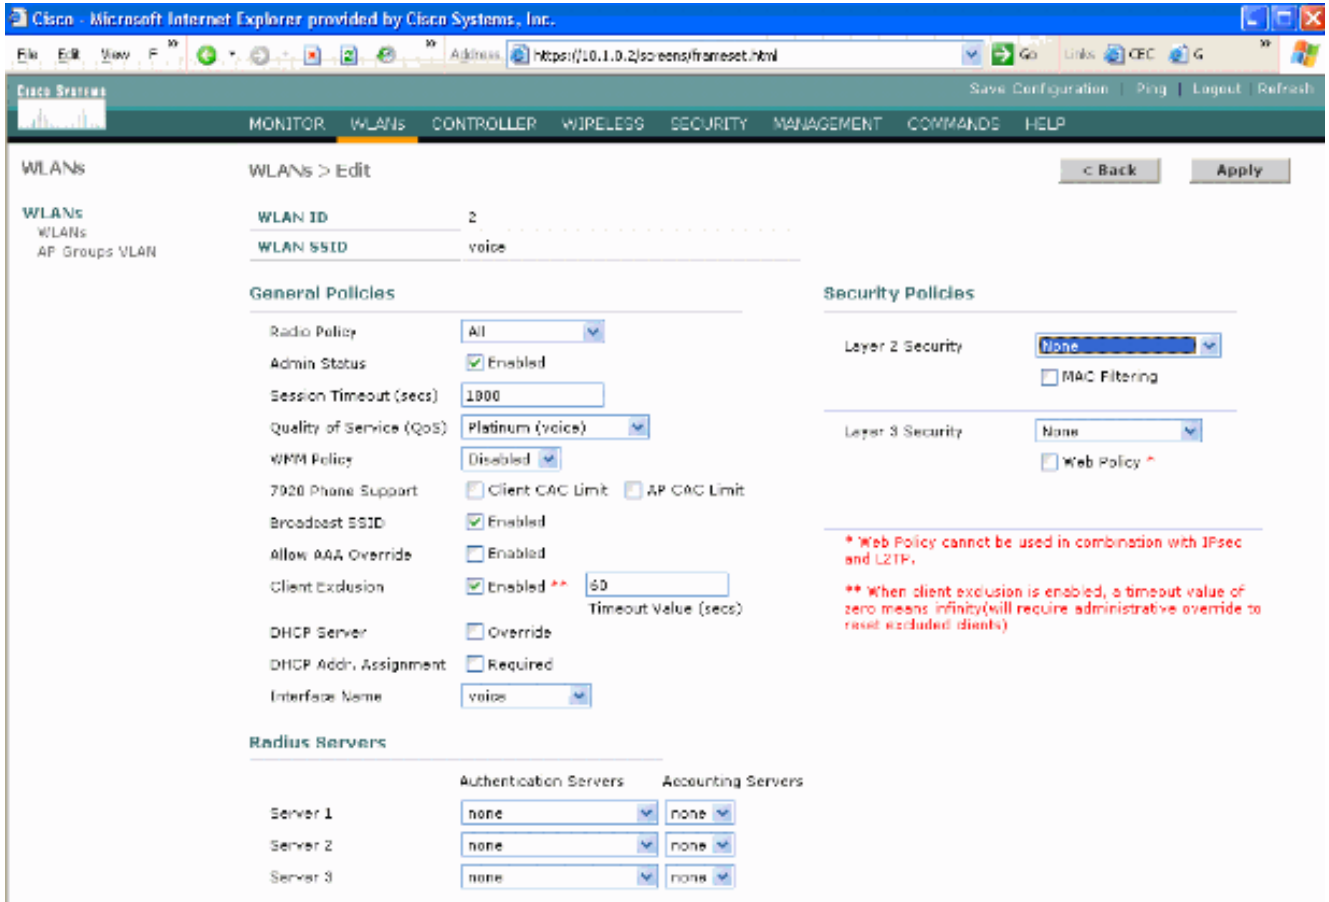 Cisco - Microsoft Internet Explorer provided by Cisco Systems, Inc.
File Edit View F » » Address https://10.1.0.2/screens/frameset.html Go Links CEC G »
Cisco Systems
Save Configuration | Ping | Logout | Refresh
MONITOR WLANs CONTROLLER WIRELESS SECURITY MANAGEMENT COMMANDS HELP
WLANs
WLANs
WLANs
AP Groups VLAN
WLANs > Edit
< Back Apply
WLAN ID 2
WLAN SSID voice
General Policies
Radio Policy All
Admin Status Enabled
Session Timeout (secs) 1800
Quality of Service (QoS) Platinum (voice)
WMM Policy Disabled
7920 Phone Support Client CAC Limit AP CAC Limit
Broadcast SSID Enabled
Allow AAA Override Enabled
Client Exclusion Enabled ** 60
Timeout Value (secs)
DHCP Server Override
DHCP Addr. Assignment Required
Interface Name voice
Security Policies
Layer 2 Security None
MAC Filtering
Layer 3 Security None
Web Policy *
* Web Policy cannot be used in combination with IPsec
and L2TP.
** When client exclusion is enabled, a timeout value of
zero means infinity(will require administrative override to
reset excluded clients)
Radius Servers
Authentication Servers Accounting Servers
Server 1 none none
Server 2 none none
Server 3 none none